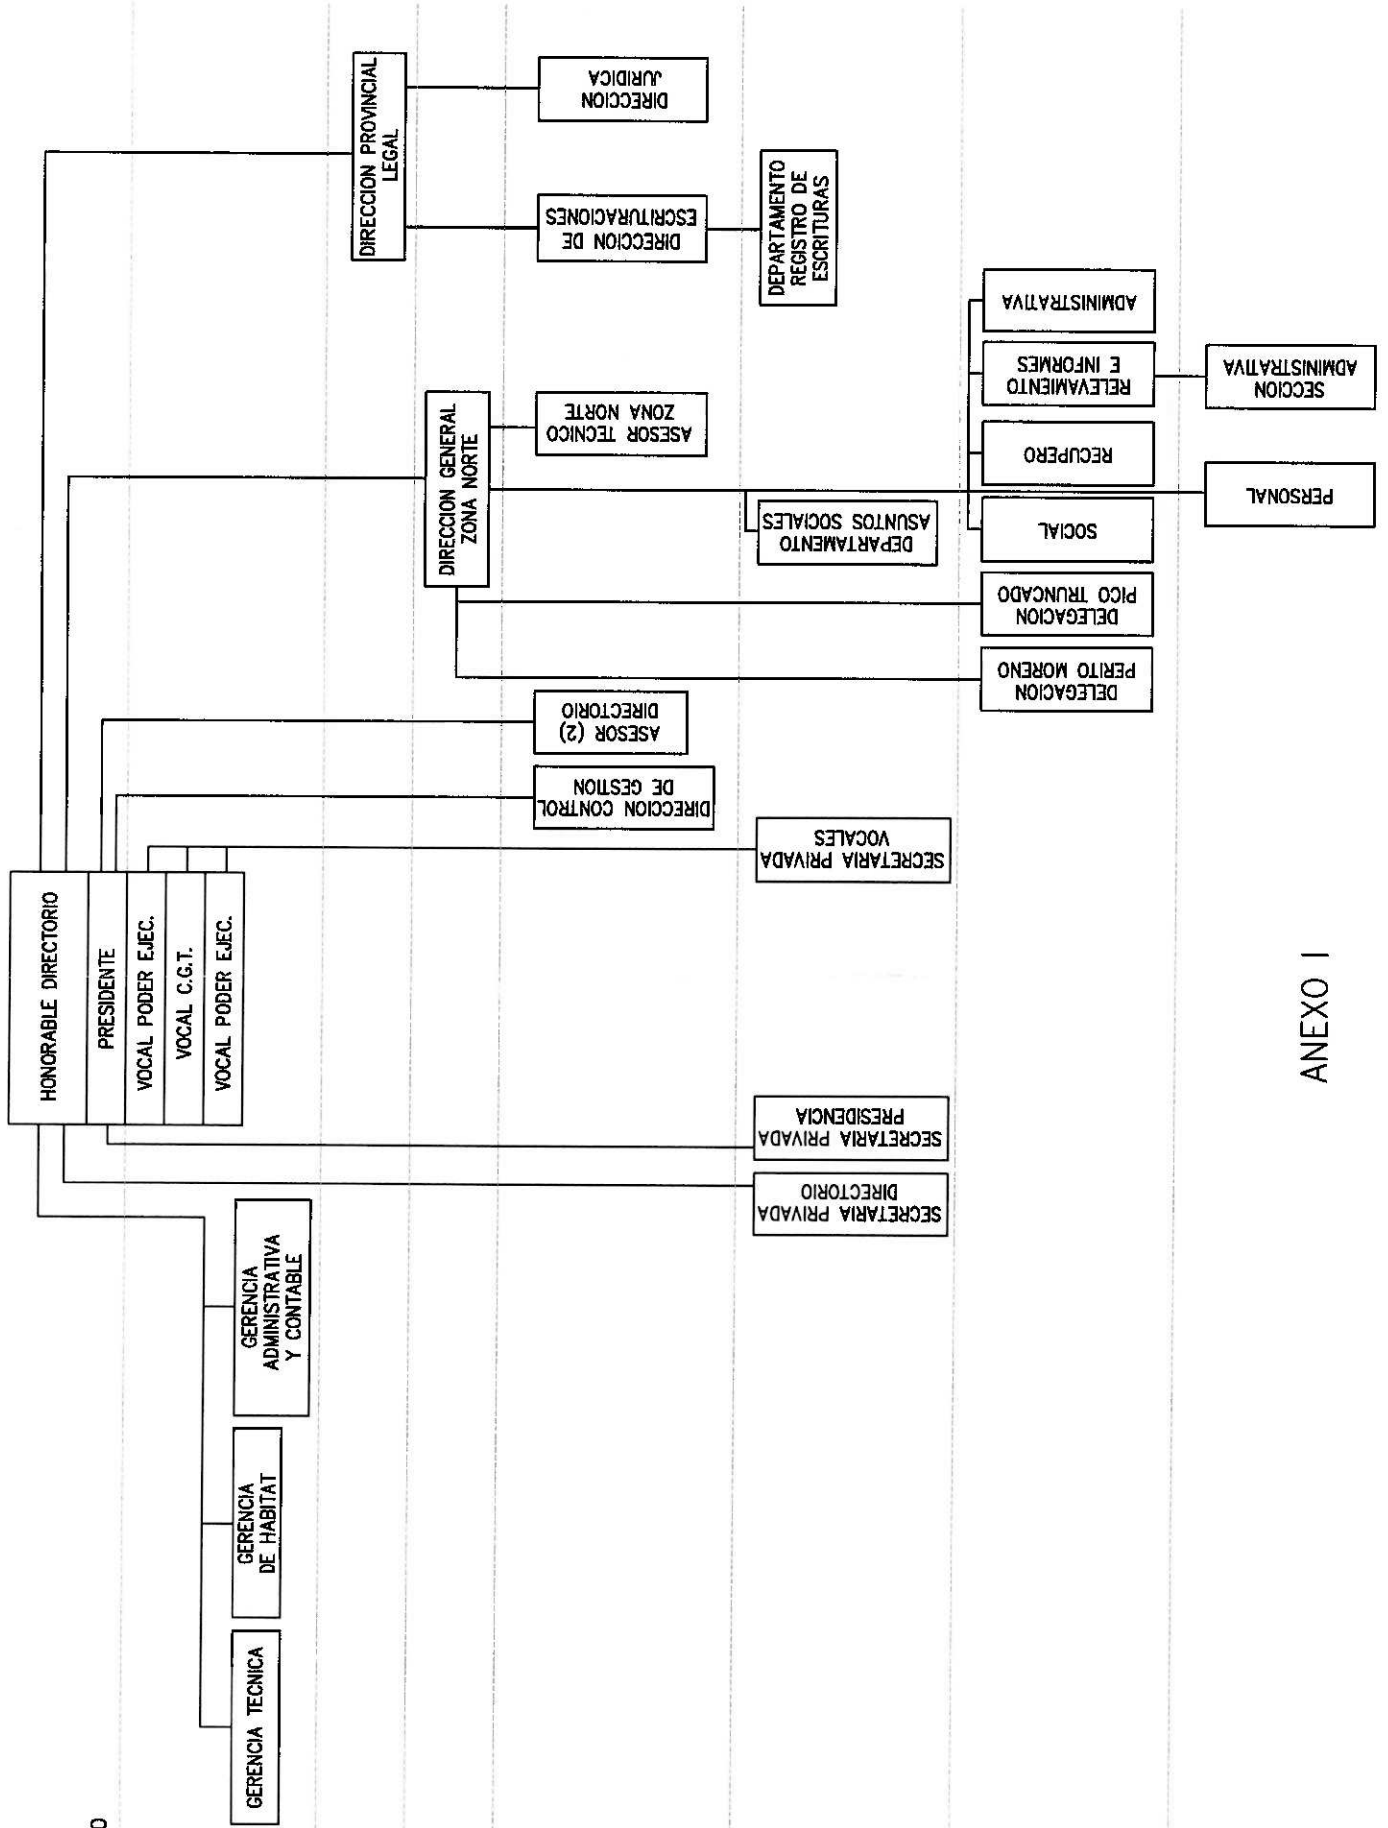 HONORABLE DIRECTORIO
PRESIDENTE
VOCAL PODER EJEC.
VOCAL C.G.T.
VOCAL PODER EJEC.
GERENCIA TECNICA
GERENCIA
DE HABITAT
GERENCIA
ADMINISTRATIVA
Y CONTABLE
DIRECCION PROVINCIAL
LEGAL
DIRECCION GENERAL
ZONA NORTE
DIRECCION CONTROL
DE GESTION
ASESOR (2)
DIRECTORIO
ASESOR TECNICO
ZONA NORTE
DIRECCION DE
ESCRITURACIONES
DIRECCION
JURIDICA
SECRETARIA PRIVADA
DIRECTORIO
SECRETARIA PRIVADA
PRESIDENCIA
SECRETARIA PRIVADA
VOCALES
DEPARTAMENTO
ASUNTOS SOCIALES
DEPARTAMENTO
REGISTRO DE
ESCRITURAS
DELEGACION
PERITO MORENO
DELEGACION
PICO TRUNCADO
SOCIAL
RECUPERO
RELEVAMIENTO
E INFORMES
ADMINISTRATIVA
PERSONAL
SECCION
ADMINISTRATIVA
ANEXO I